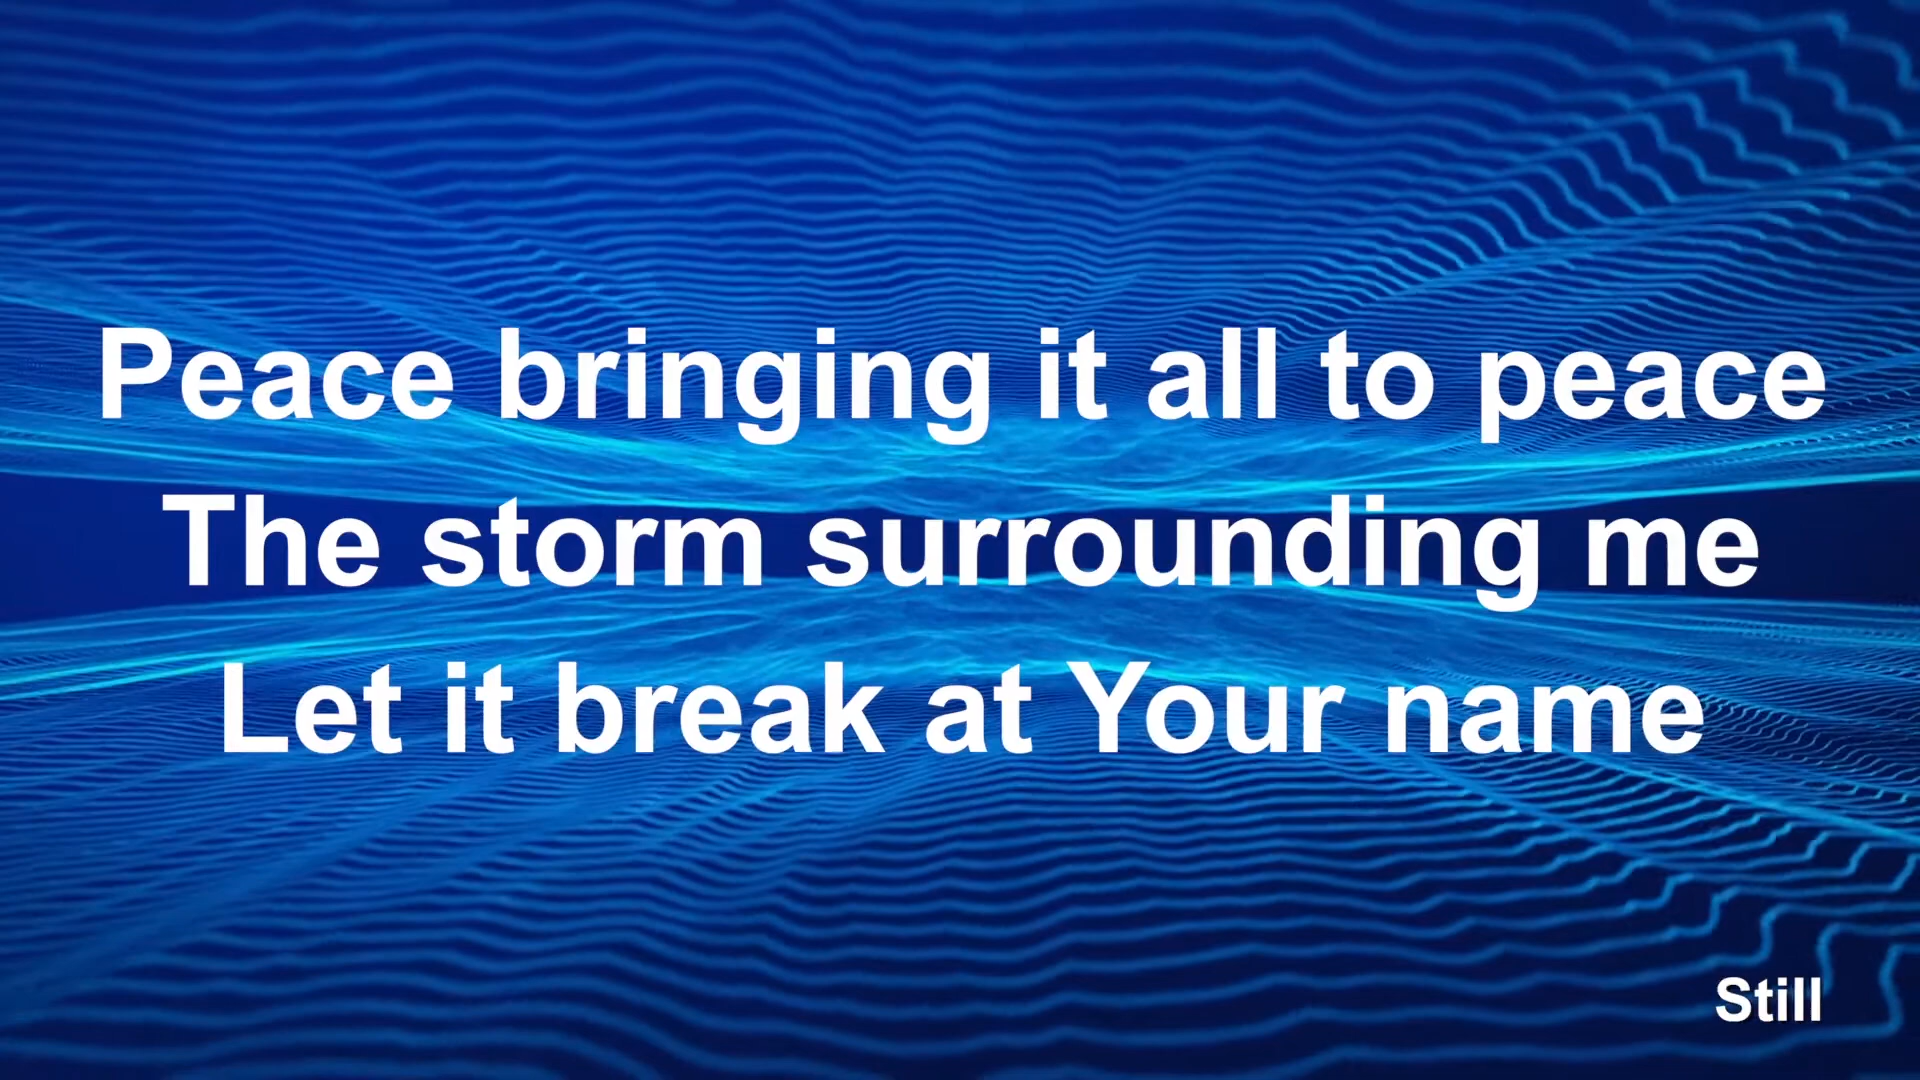 Peace bringing it all to peace
The storm surrounding me
Let it break at Your name
Still